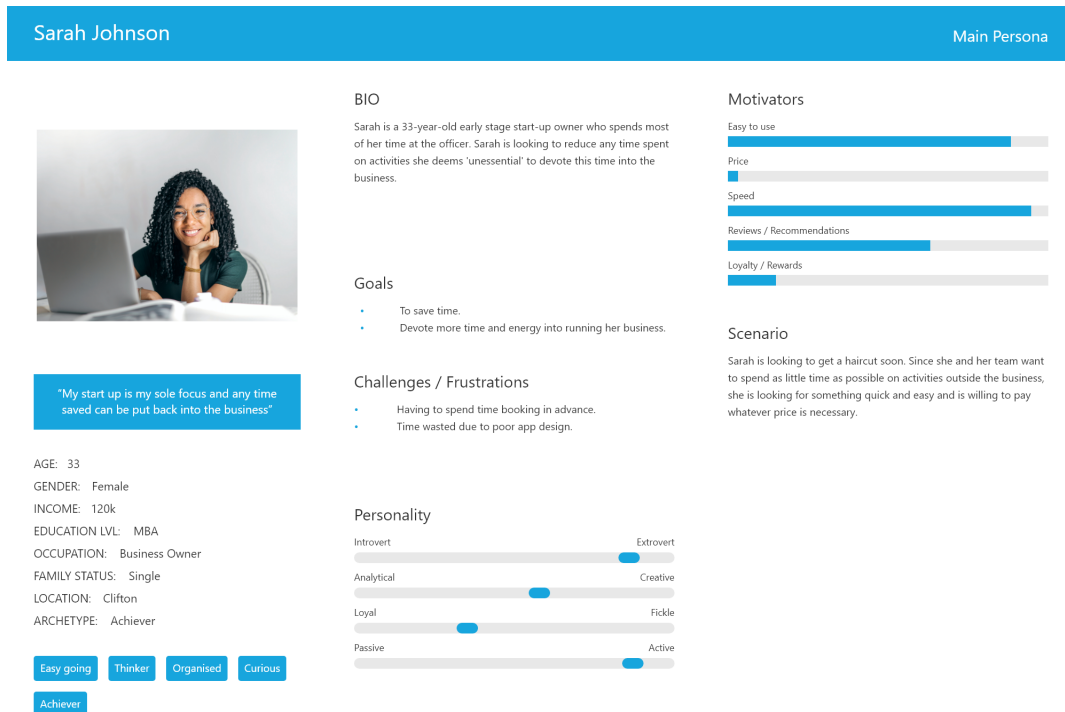 Sarah Johnson
Main Persona
“My start up is my sole focus and any time
saved can be put back into the business”
AGE: 33
GENDER: Female
INCOME: 120k
EDUCATION LVL: MBA
OCCUPATION: Business Owner
FAMILY STATUS: Single
LOCATION: Clifton
ARCHETYPE: Achiever
Easy going Thinker Organised Curious
Achiever
BIO
Sarah is a 33-year-old early stage start-up owner who spends most
of her time at the officer. Sarah is looking to reduce any time spent
on activities she deems 'unessential' to devote this time into the
business.
Goals
• To save time.
• Devote more time and energy into running her business.
Challenges / Frustrations
• Having to spend time booking in advance.
• Time wasted due to poor app design.
Personality
Introvert Extrovert
Analytical Creative
Loyal Fickle
Passive Active
Motivators
Easy to use
Price
Speed
Reviews / Recommendations
Loyalty / Rewards
Scenario
Sarah is looking to get a haircut soon. Since she and her team want
to spend as little time as possible on activities outside the business,
she is looking for something quick and easy and is willing to pay
whatever price is necessary.